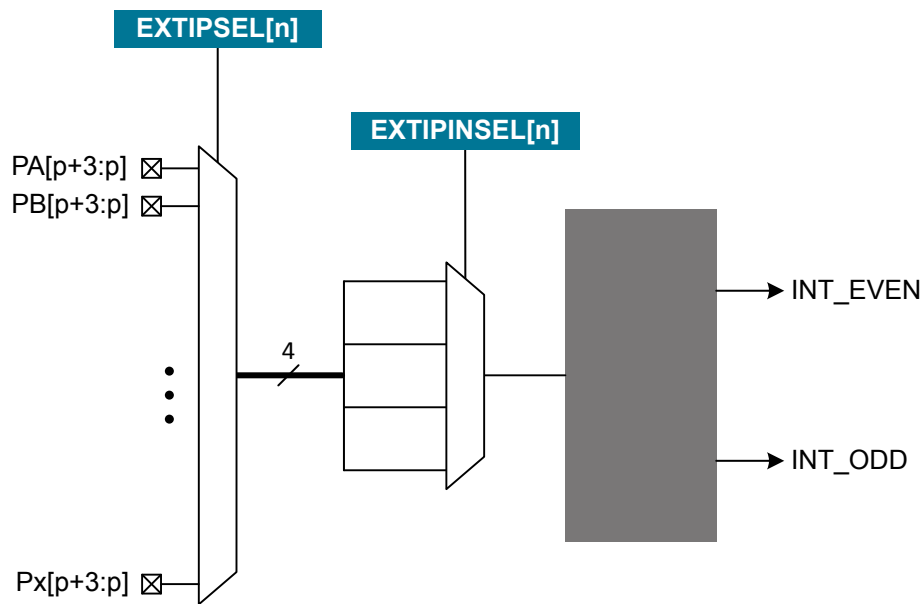 EXTIPSEL[n]
EXTIPINSEL[n]
PA[p+3:p]
PB[p+3:p]
INT_EVEN
4
INT_ODD
Px[p+3:p]